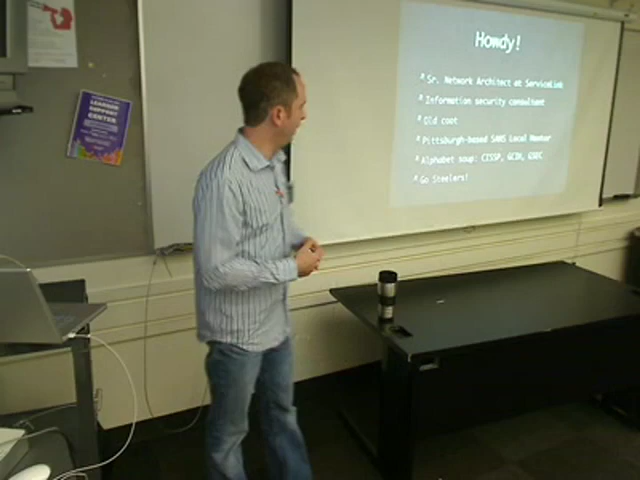 Howdy!
Sr. Network Architect at ServiceLink
Information security consultant
Old coot
Pittsburgh-based SANS Local Mentor
Alphabet soup: CISSP, GCIH, GSEC
Go Steelers!
LEARNING
SUPPORT
CENTER